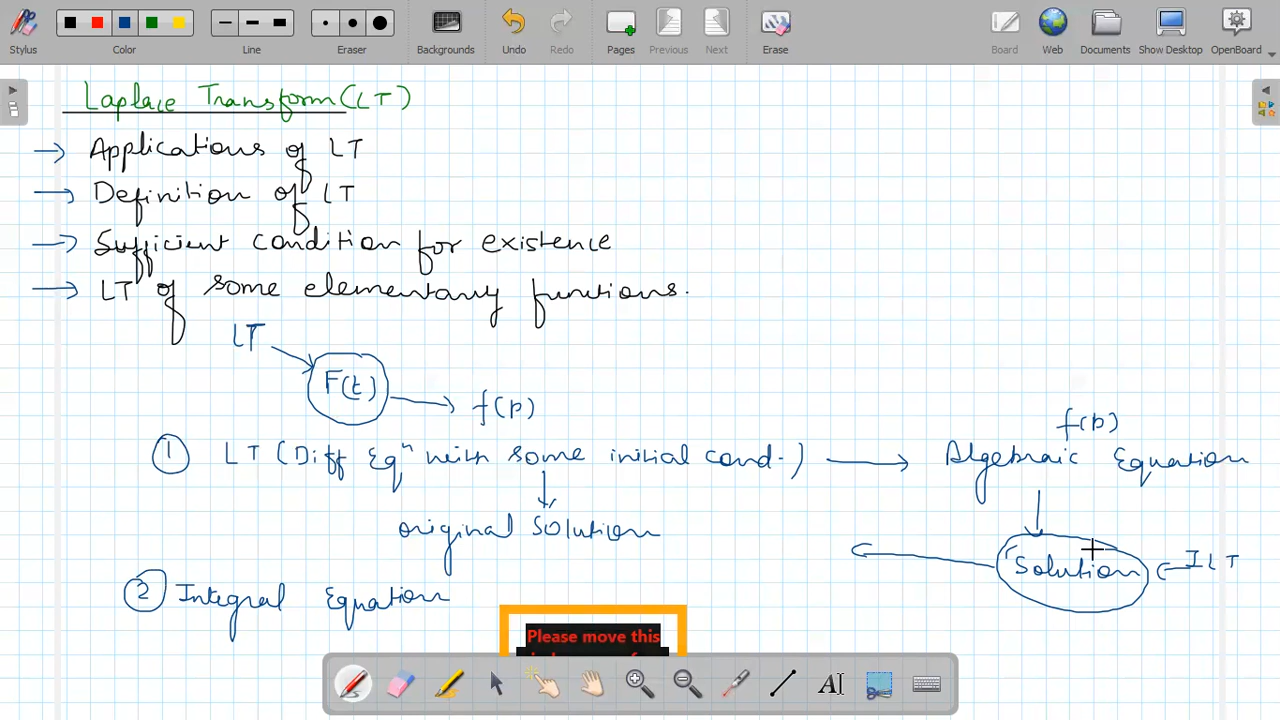 Stylus Color Line Eraser Backgrounds Undo Redo Pages Previous Next Erase Board Web Documents Show Desktop OpenBoard
Laplace Transform (LT)
→ Applications of LT
→ Definition of LT
→ Sufficient condition for existence
→ LT of some elementary functions.
LT
F(t)
f(p)
f(p)
① LT (Diff Eqⁿ with some initial cond.) → Algebraic Equation
original Solution
Solution ILT
② Integral Equation
Please move this